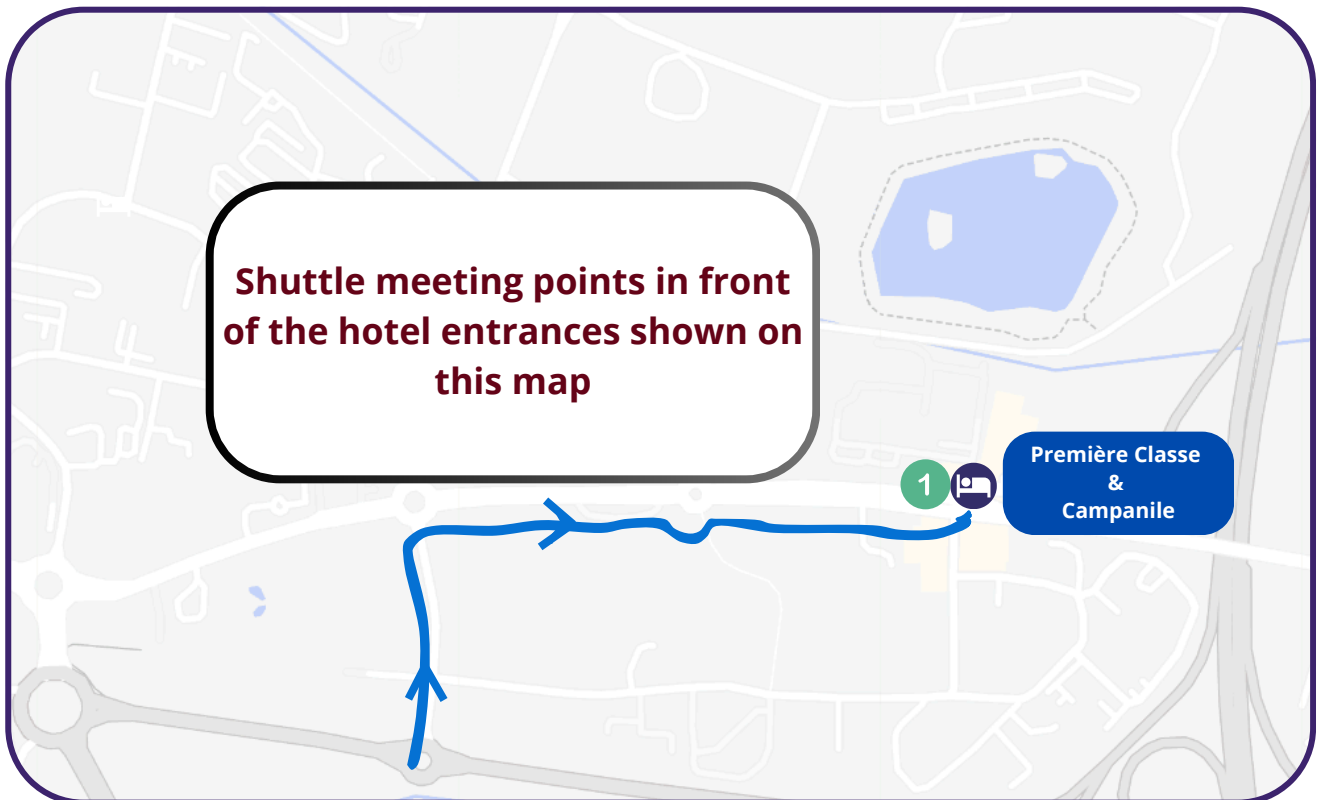 Shuttle meeting points in front
of the hotel entrances shown on
this map
1
Première Classe
&
Campanile